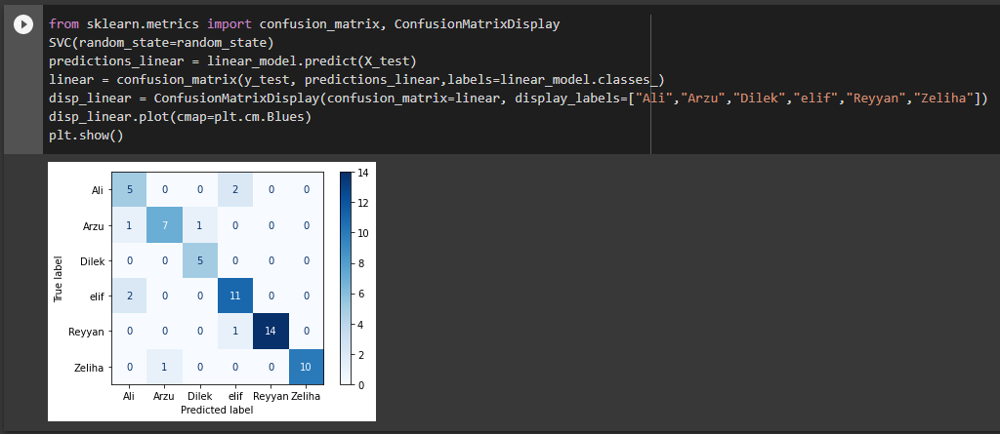 from sklearn.metrics import confusion_matrix, ConfusionMatrixDisplay
SVC(random_state=random_state)
predictions_linear = linear_model.predict(X_test)
linear = confusion_matrix(y_test, predictions_linear,labels=linear_model.classes_)
disp_linear = ConfusionMatrixDisplay(confusion_matrix=linear, display_labels=["Ali","Arzu","Dilek","elif","Reyyan","Zeliha"])
disp_linear.plot(cmap=plt.cm.Blues)
plt.show()
True label
Ali 5 0 0 2 0 0
Arzu 1 7 1 0 0 0
Dilek 0 0 5 0 0 0
elif 2 0 0 11 0 0
Reyyan 0 0 0 1 14 0
Zeliha 0 1 0 0 0 10
Ali Arzu Dilek elif Reyyan Zeliha
Predicted label
14
12
10
8
6
4
2
0